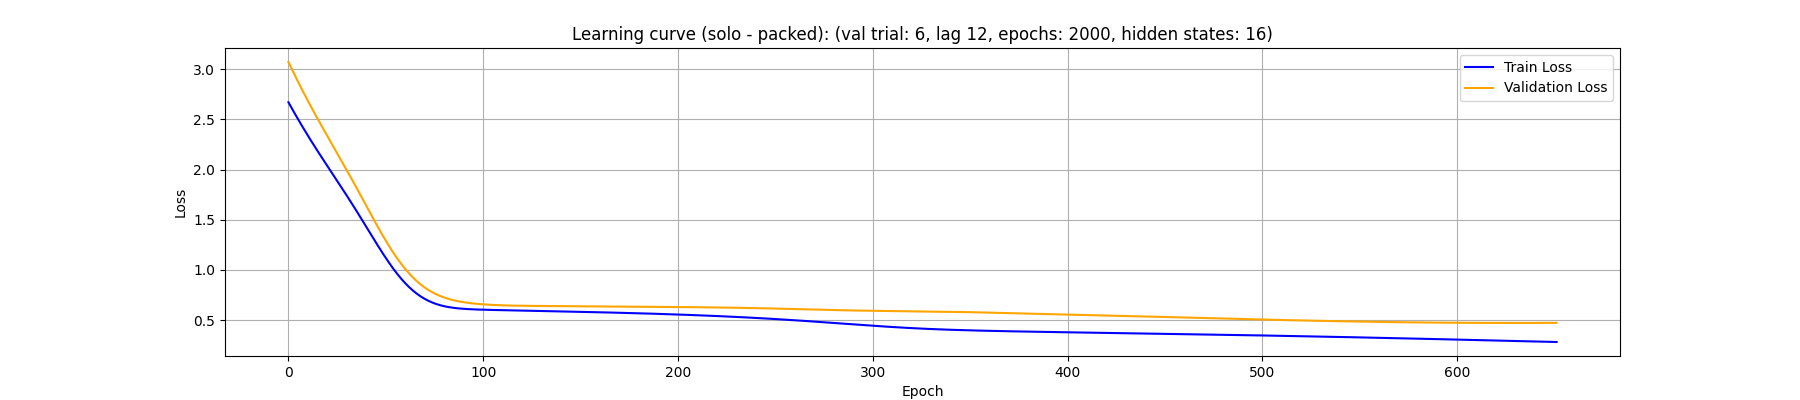 Learning curve (solo - packed): (val trial: 6, lag 12, epochs: 2000, hidden states: 16)
Train Loss
Validation Loss
3.0
2.5
2.0
1.5
1.0
0.5
Loss
0 100 200 300 400 500 600
Epoch